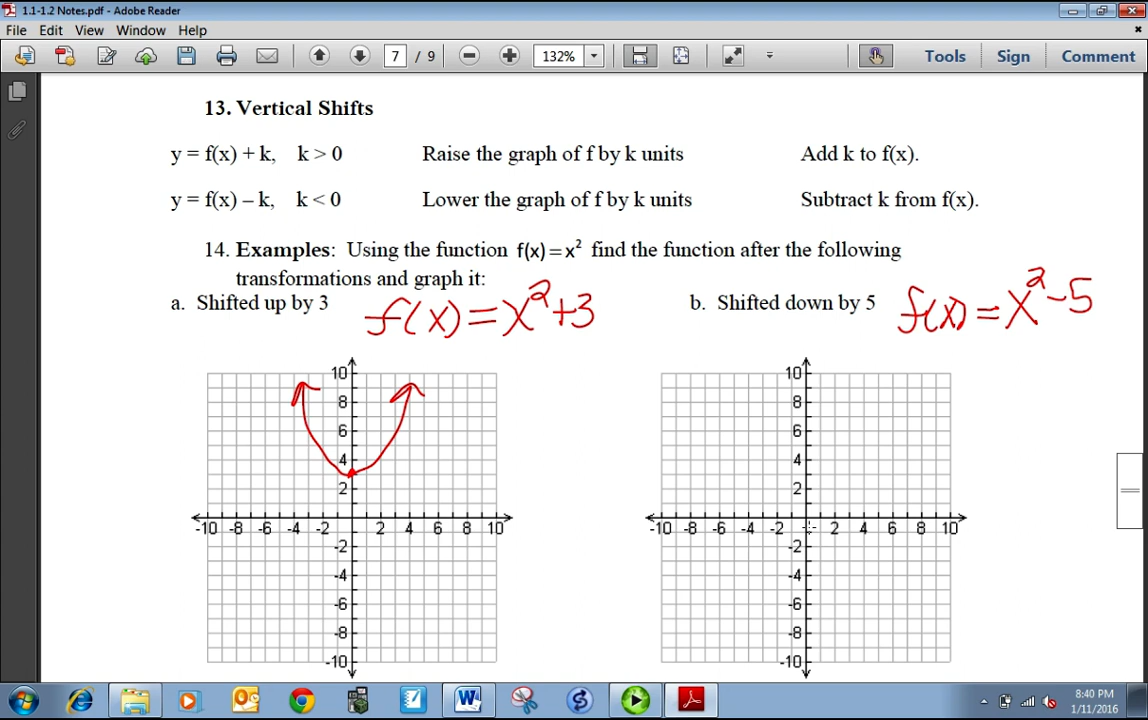 1.1-1.2 Notes.pdf - Adobe Reader
File Edit View Window Help
7 / 9 132% Tools Sign Comment
13. Vertical Shifts
y = f(x) + k, k > 0 Raise the graph of f by k units Add k to f(x).
y = f(x) – k, k < 0 Lower the graph of f by k units Subtract k from f(x).
14. Examples: Using the function f(x) = x² find the function after the following
transformations and graph it:
a. Shifted up by 3 f(x) = x² + 3 b. Shifted down by 5 f(x) = x² - 5
10 10
8 8
6 6
4 4
2 2
-10 -8 -6 -4 -2 2 4 6 8 10 -10 -8 -6 -4 -2 2 4 6 8 10
-2 -2
-4 -4
-6 -6
-8 -8
-10 -10
8:40 PM
1/11/2016